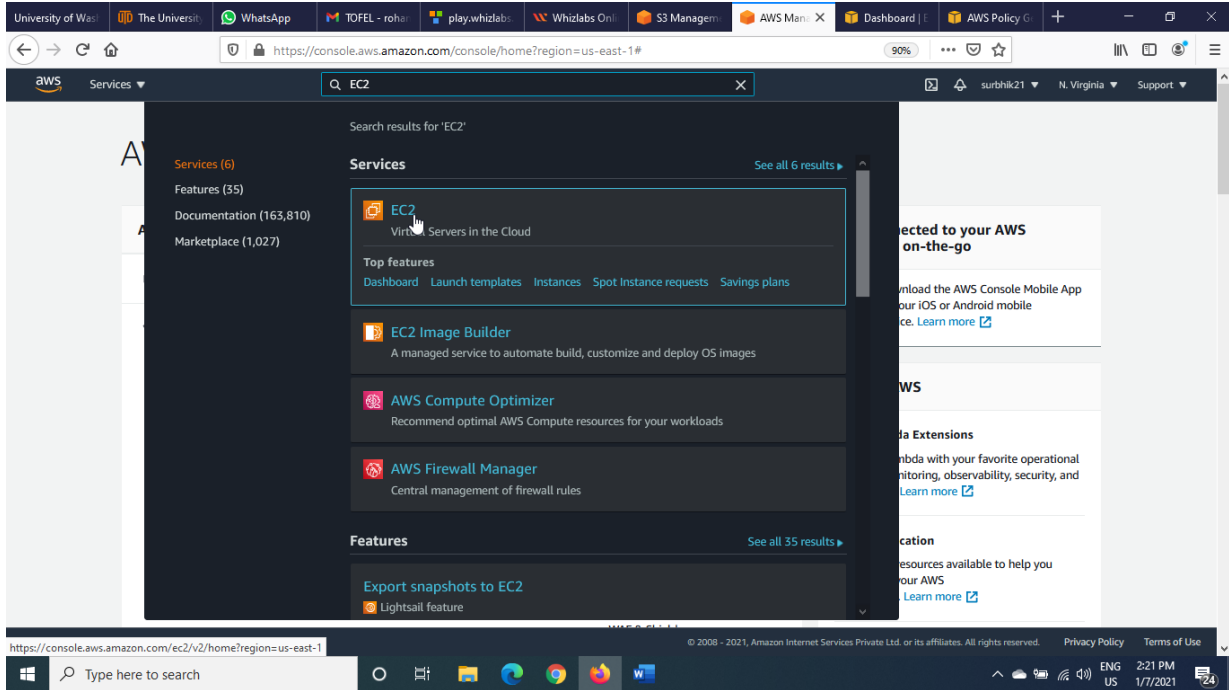 University of Wash
The University
WhatsApp
TOFEL - rohan
play.whizlabs.
Whizlabs Onli
S3 Manageme
AWS Mana
Dashboard | E
AWS Policy Ge
https://console.aws.amazon.com/console/home?region=us-east-1#
90%
aws
Services
EC2
surbhik21
N. Virginia
Support
Search results for 'EC2'
Services (6)
Features (35)
Documentation (163,810)
Marketplace (1,027)
Services
See all 6 results
EC2
Virtual Servers in the Cloud
Top features
Dashboard Launch templates Instances Spot Instance requests Savings plans
EC2 Image Builder
A managed service to automate build, customize and deploy OS images
AWS Compute Optimizer
Recommend optimal AWS Compute resources for your workloads
AWS Firewall Manager
Central management of firewall rules
Features
See all 35 results
Export snapshots to EC2
Lightsail feature
nected to your AWS
on-the-go
wnload the AWS Console Mobile App
our iOS or Android mobile
ice. Learn more
WS
da Extensions
mbda with your favorite operational
nitoring, observability, security, and
Learn more
cation
resources available to help you
your AWS
. Learn more
© 2008 - 2021, Amazon Internet Services Private Ltd. or its affiliates. All rights reserved.
Privacy Policy
Terms of Use
https://console.aws.amazon.com/ec2/v2/home?region=us-east-1
Type here to search
ENG
US
2:21 PM
1/7/2021
24